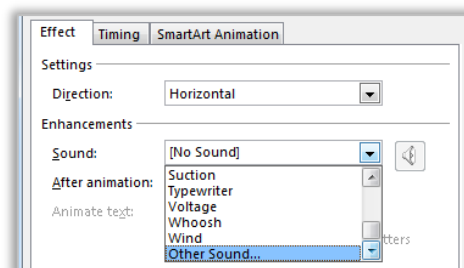 Effect Timing SmartArt Animation
Settings
Direction: Horizontal
Enhancements
Sound: [No Sound]
Suction
After animation:
Typewriter
Voltage
Animate text:
Whoosh
Wind
Other Sound...